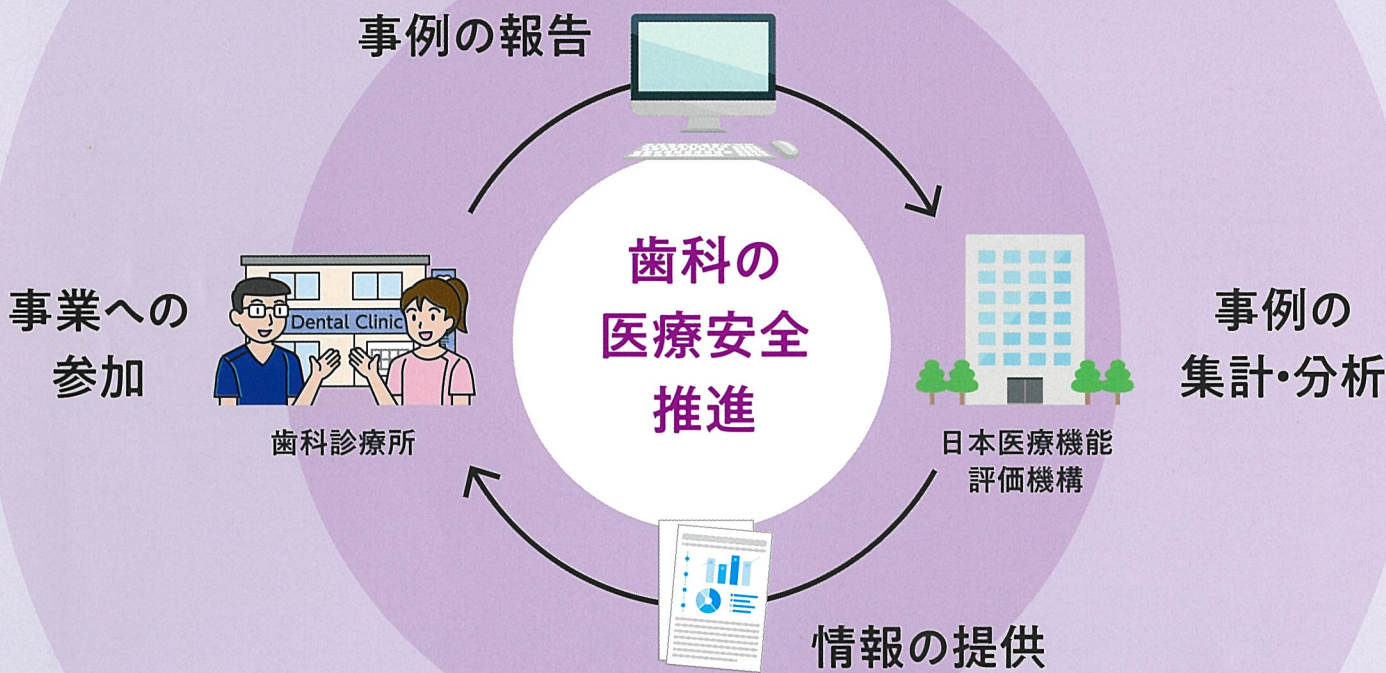 事例の報告
歯科の
医療安全
推進
事業への
参加
Dental Clinic
歯科診療所
事例の
集計・分析
日本医療機能
評価機構
情報の提供